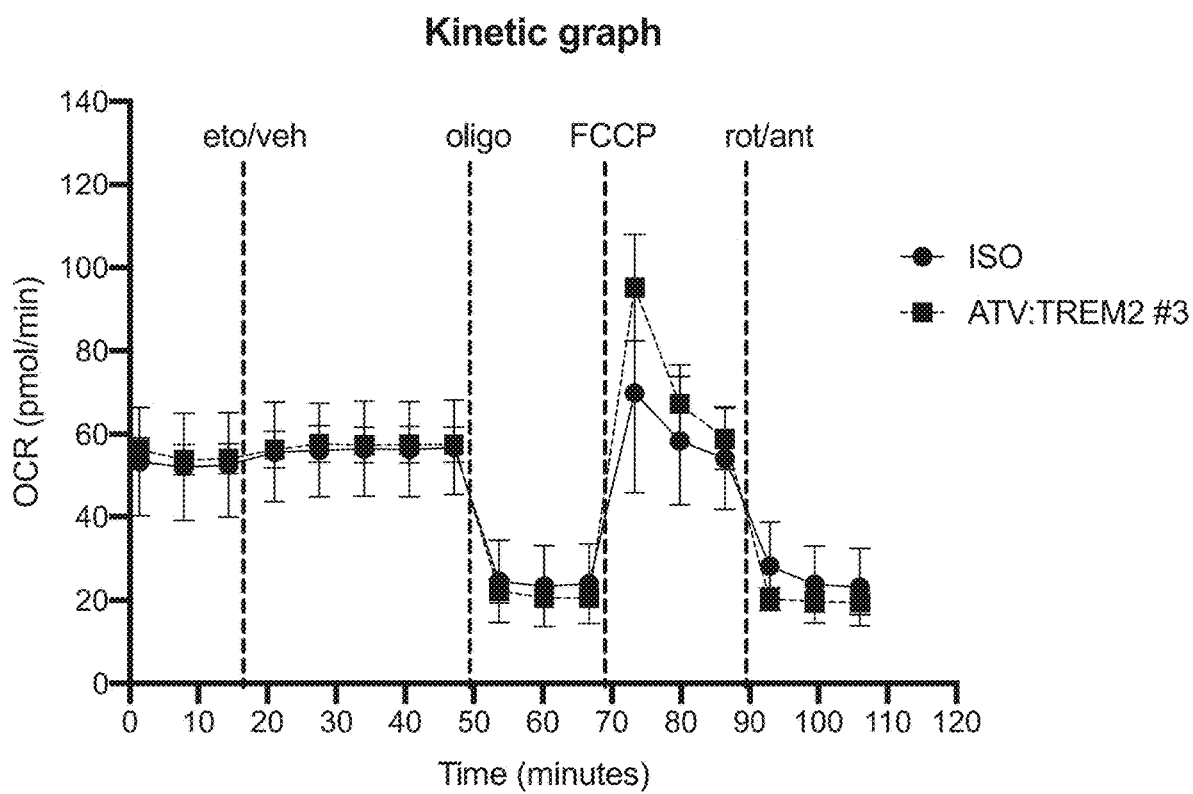 Kinetic graph
eto/veh oligo FCCP rot/ant
140
120
100
80
60
40
20
0
OCR (pmol/min)
ISO
ATV:TREM2 #3
0 10 20 30 40 50 60 70 80 90 100 110 120
Time (minutes)